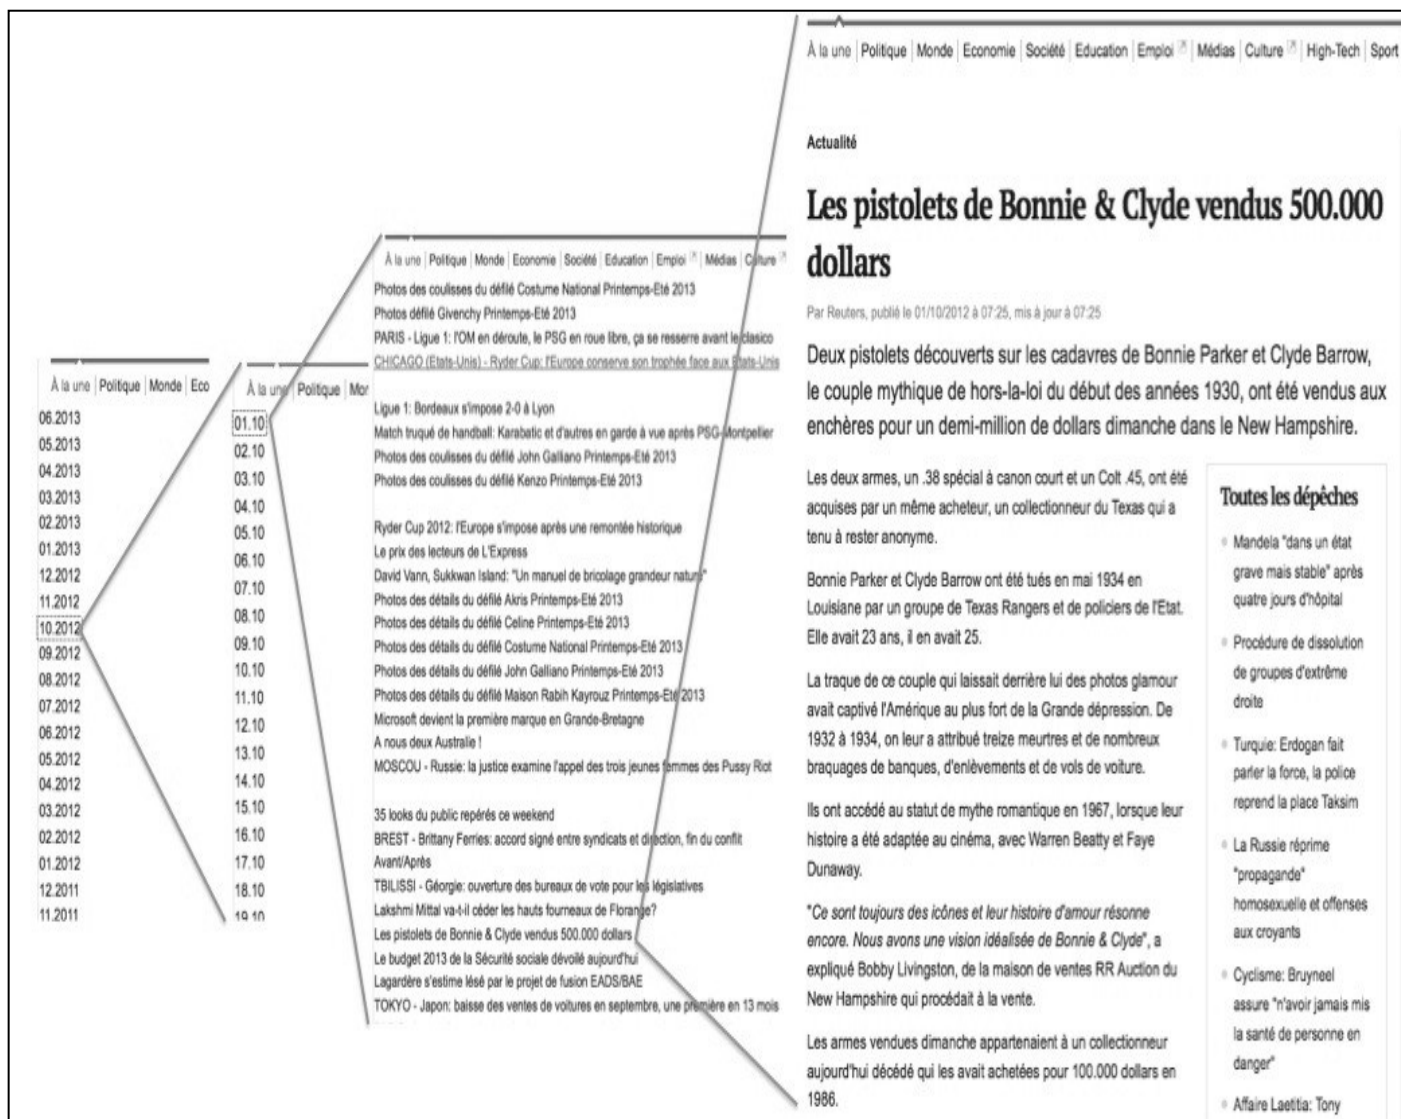 À la une | Politique | Monde | Eco
06.2013
05.2013
04.2013
03.2013
02.2013
01.2013
12.2012
11.2012
10.2012
09.2012
08.2012
07.2012
06.2012
05.2012
04.2012
03.2012
02.2012
01.2012
12.2011
11.2011
À la une | Politique | Mor
01.10
02.10
03.10
04.10
05.10
06.10
07.10
08.10
09.10
10.10
11.10
12.10
13.10
14.10
15.10
16.10
17.10
18.10
19.10
À la une | Politique | Monde | Economie | Société | Education | Emploi | Médias | Culture
Photos des coulisses du défilé Costume National Printemps-Eté 2013
Photos défilé Givenchy Printemps-Eté 2013
PARIS - Ligue 1: l'OM en déroute, le PSG en roue libre, ça se resserre avant le clasico
CHICAGO (Etats-Unis) - Ryder Cup: l'Europe conserve son trophée face aux Etats-Unis
Ligue 1: Bordeaux s'impose 2-0 à Lyon
Match truqué de handball: Karabatic et d'autres en garde à vue après PSG-Montpellier
Photos des coulisses du défilé John Galliano Printemps-Eté 2013
Photos des coulisses du défilé Kenzo Printemps-Eté 2013
Ryder Cup 2012: l'Europe s'impose après une remontée historique
Le prix des lecteurs de L'Express
David Vann, Sukkwan Island: "Un manuel de bricolage grandeur nature"
Photos des détails du défilé Akris Printemps-Eté 2013
Photos des détails du défilé Celine Printemps-Eté 2013
Photos des détails du défilé Costume National Printemps-Eté 2013
Photos des détails du défilé John Galliano Printemps-Eté 2013
Photos des détails du défilé Maison Rabih Kayrouz Printemps-Eté 2013
Microsoft devient la première marque en Grande-Bretagne
A nous deux Australie !
MOSCOU - Russie: la justice examine l'appel des trois jeunes femmes des Pussy Riot
35 looks du public repérés ce weekend
BREST - Brittany Ferries: accord signé entre syndicats et direction, fin du conflit
Avant/Après
TBILISSI - Géorgie: ouverture des bureaux de vote pour les législatives
Lakshmi Mittal va-t-il céder les hauts fourneaux de Florange?
Les pistolets de Bonnie & Clyde vendus 500.000 dollars
Le budget 2013 de la Sécurité sociale dévoilé aujourd'hui
Lagardère s'estime lésé par le projet de fusion EADS/BAE
TOKYO - Japon: baisse des ventes de voitures en septembre, une première en 13 mois
À la une | Politique | Monde | Economie | Société | Education | Emploi | Médias | Culture | High-Tech | Sport
Actualité
Les pistolets de Bonnie & Clyde vendus 500.000
dollars
Par Reuters, publié le 01/10/2012 à 07:25, mis à jour à 07:25
Deux pistolets découverts sur les cadavres de Bonnie Parker et Clyde Barrow,
le couple mythique de hors-la-loi du début des années 1930, ont été vendus aux
enchères pour un demi-million de dollars dimanche dans le New Hampshire.
Les deux armes, un .38 spécial à canon court et un Colt .45, ont été
acquises par un même acheteur, un collectionneur du Texas qui a
tenu à rester anonyme.
Bonnie Parker et Clyde Barrow ont été tués en mai 1934 en
Louisiane par un groupe de Texas Rangers et de policiers de l'Etat.
Elle avait 23 ans, il en avait 25.
La traque de ce couple qui laissait derrière lui des photos glamour
avait captivé l'Amérique au plus fort de la Grande dépression. De
1932 à 1934, on leur a attribué treize meurtres et de nombreux
braquages de banques, d'enlèvements et de vols de voiture.
Ils ont accédé au statut de mythe romantique en 1967, lorsque leur
histoire a été adaptée au cinéma, avec Warren Beatty et Faye
Dunaway.
"Ce sont toujours des icônes et leur histoire d'amour résonne
encore. Nous avons une vision idéalisée de Bonnie & Clyde", a
expliqué Bobby Livingston, de la maison de ventes RR Auction du
New Hampshire qui procédait à la vente.
Les armes vendues dimanche appartenaient à un collectionneur
aujourd'hui décédé qui les avait achetées pour 100.000 dollars en
1986.
Toutes les dépêches
Mandela "dans un état
grave mais stable" après
quatre jours d'hôpital
Procédure de dissolution
de groupes d'extrême
droite
Turquie: Erdogan fait
parler la force, la police
reprend la place Taksim
La Russie réprime
"propagande"
homosexuelle et offenses
aux croyants
Cyclisme: Bruyneel
assure "n'avoir jamais mis
la santé de personne en
danger"
Affaire Laetitia: Tony